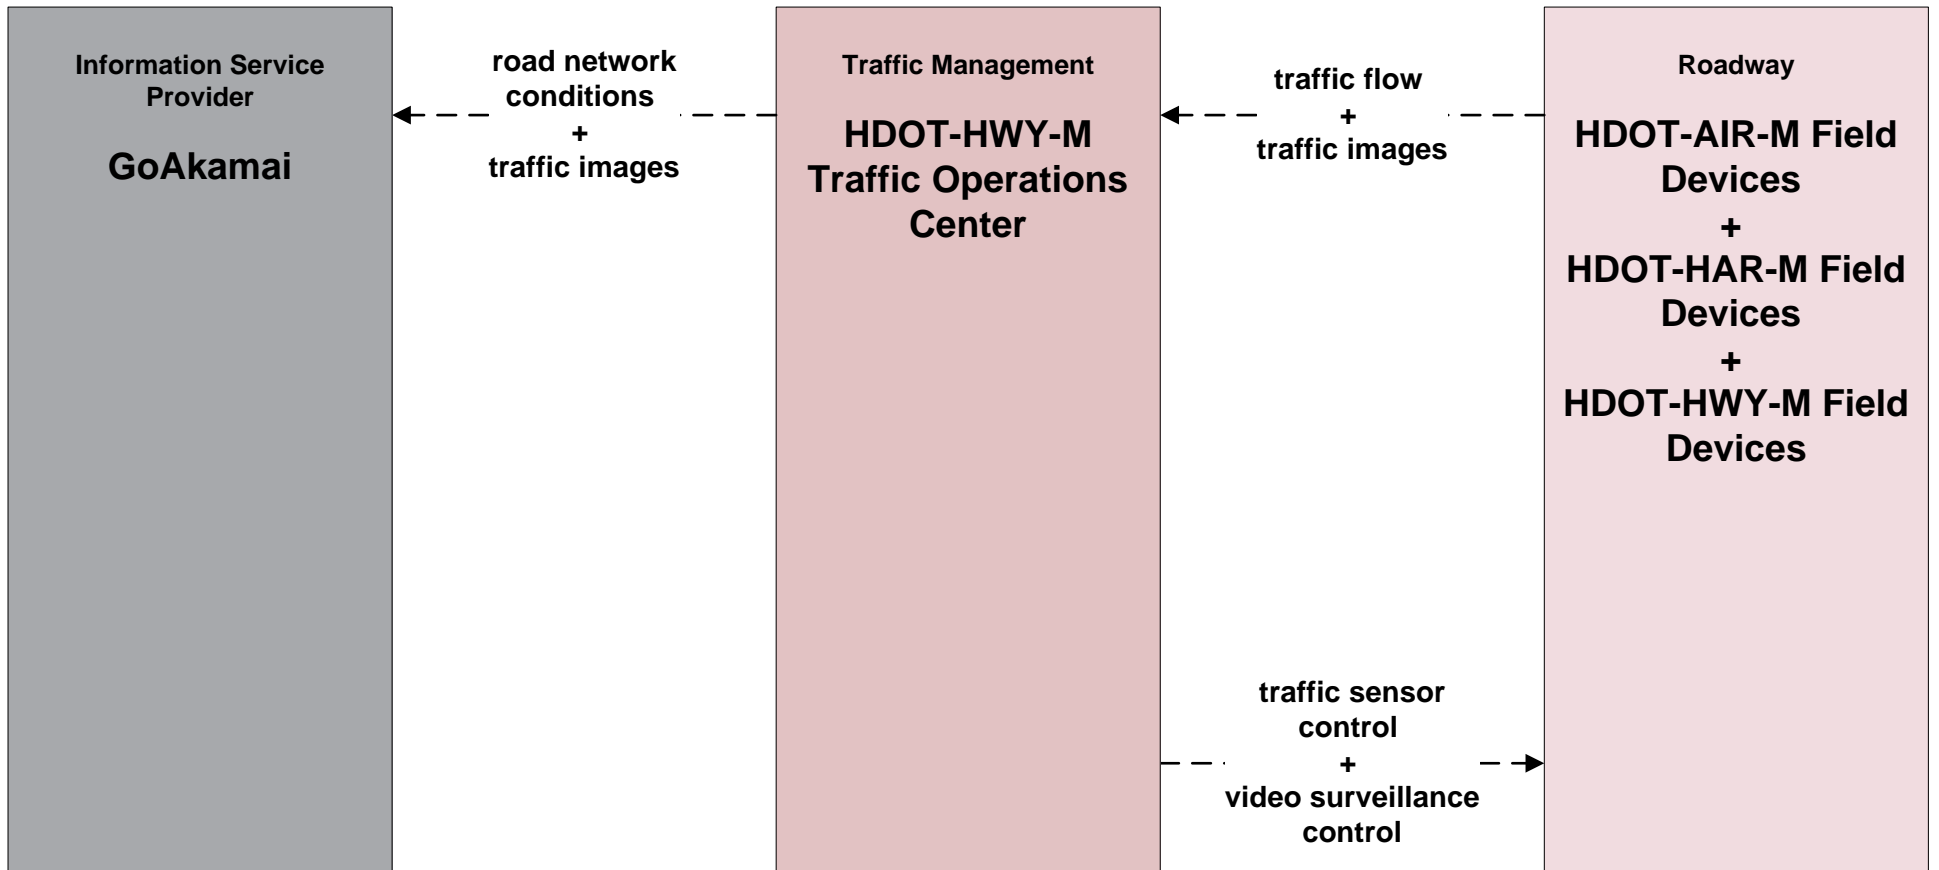 Information Service
Provider
GoAkamai
road network
conditions
+
traffic images
Traffic Management
HDOT-HWY-M
Traffic Operations
Center
traffic flow
+
traffic images
traffic sensor
control
+
video surveillance
control
Roadway
HDOT-AIR-M Field
Devices
+
HDOT-HAR-M Field
Devices
+
HDOT-HWY-M Field
Devices